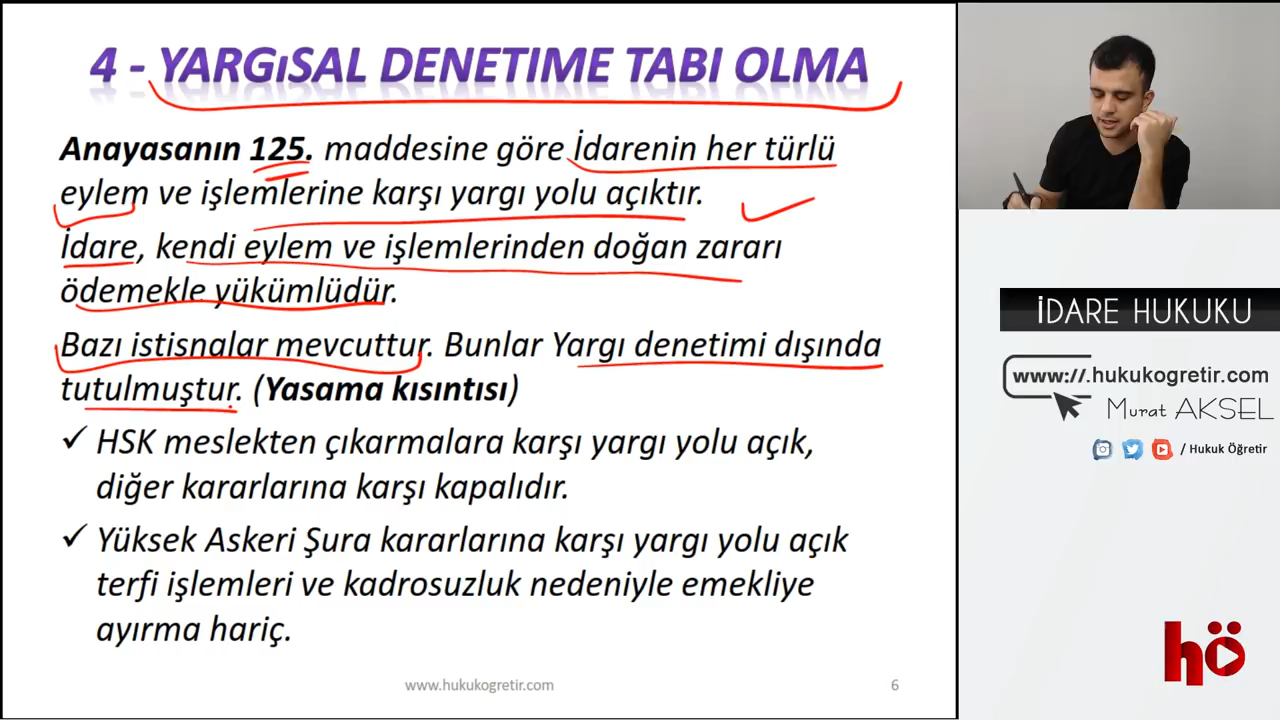 4 - YARGıSAL DENETIME TABI OLMA
Anayasanın 125. maddesine göre İdarenin her türlü
eylem ve işlemlerine karşı yargı yolu açıktır.
İdare, kendi eylem ve işlemlerinden doğan zararı
ödemekle yükümlüdür.
Bazı istisnalar mevcuttur. Bunlar Yargı denetimi dışında
tutulmuştur. (Yasama kısıntısı)
✓ HSK meslekten çıkarmalara karşı yargı yolu açık,
diğer kararlarına karşı kapalıdır.
✓ Yüksek Askeri Şura kararlarına karşı yargı yolu açık
terfi işlemleri ve kadrosuzluk nedeniyle emekliye
ayırma hariç.
www.hukukogretir.com
6
İDARE HUKUKU
www://.hukukogretir.com
Murat AKSEL
/ Hukuk Öğretir
hö